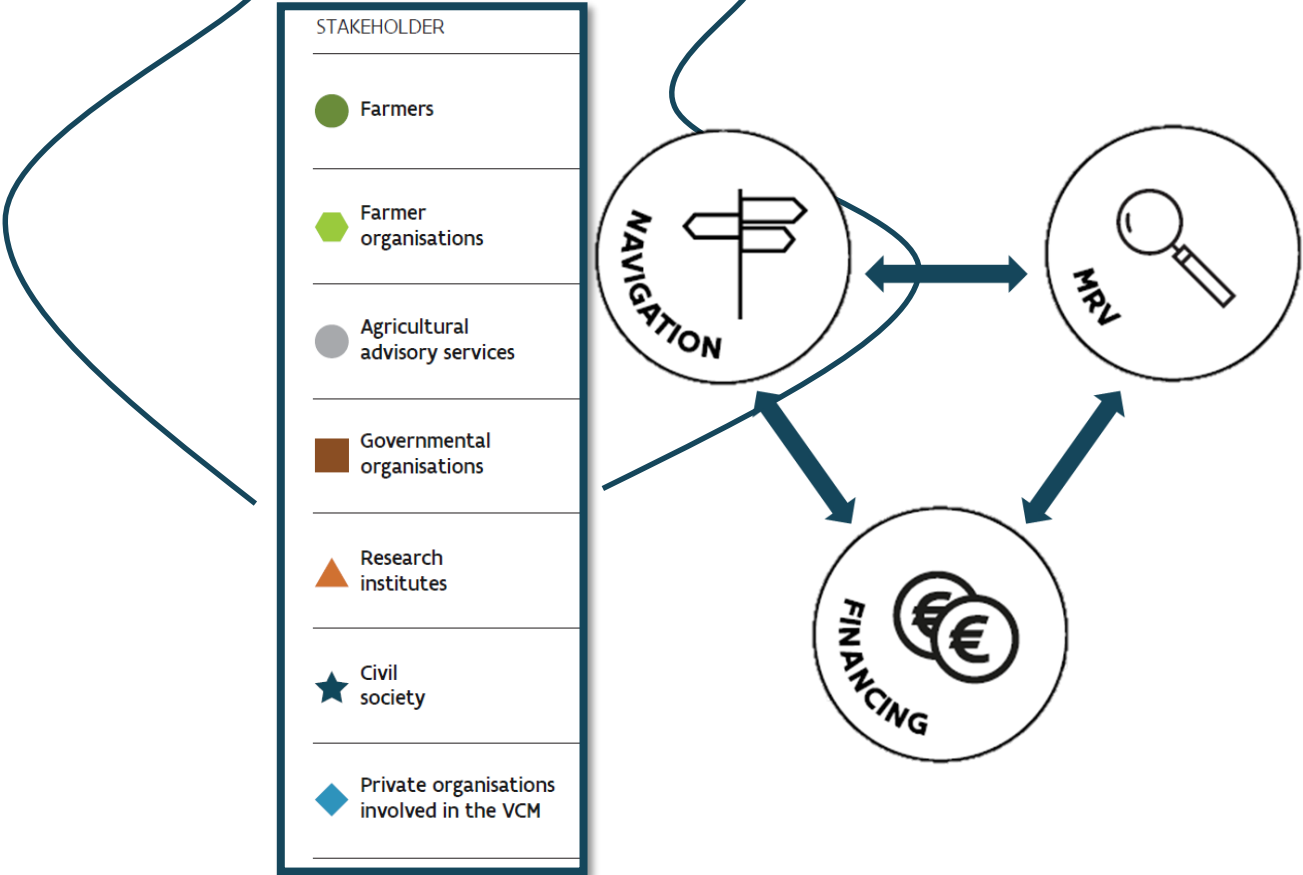 STAKEHOLDER
Farmers
Farmer
organisations
Agricultural
advisory services
Governmental
organisations
Research
institutes
Civil
society
Private organisations
involved in the VCM
NAVIGATION
MRV
FINANCING
€
€